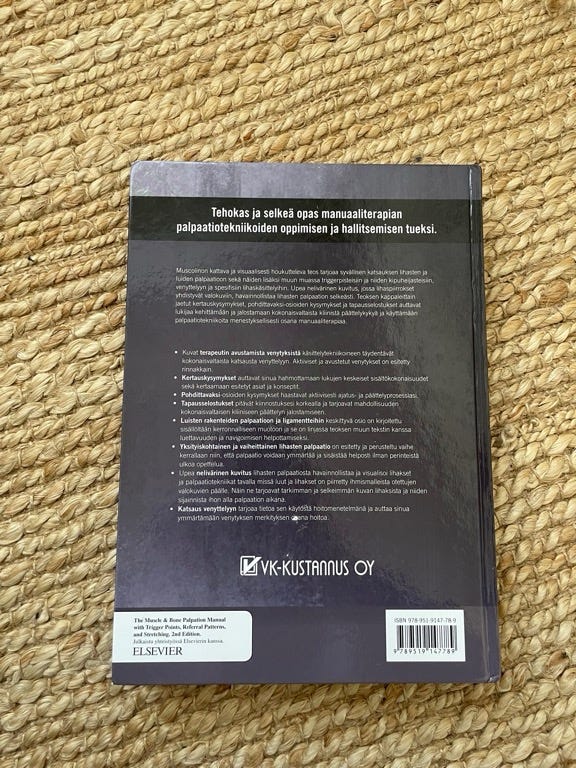 Tehokas ja selkeä opas manuaaliterapian
palpaatiotekniikoiden oppimisen ja hallitsemisen tueksi.
Muscolinon kattava ja visuaalisesti houkutteleva teos tarjoaa syvällisen katsauksen lihasten ja
luiden palpaatioon sekä näiden lisäksi muun muassa triggerpisteisiin ja niiden kipuheijasteisiin,
venyttelyyn ja spesifisiin lihaskäsittelyihin. Upea nelivärinen kuvitus, jossa lihaspiirrokset
yhdistyvät valokuviin, havainnollistaa lihasten palpaation selkeästi. Teoksen kappaleittain
jaetut kertauskysymykset, pohdittavaksi-osioiden kysymykset ja tapausselostukset auttavat
lukijaa kehittämään ja jalostamaan kokonaisvaltaista kliinistä päättelykykyä ja käyttämään
palpaatiotekniikoita menestyksellisesti osana manuaaliterapiaa.
• Kuvat terapeutin avustamista venytyksistä käsittelytekniikoineen täydentävät
kokonaisvaltaista katsausta venyttelyyn. Aktiiviset ja avustetut venytykset on esitetty
rinnakkain.
• Kertauskysymykset auttavat sinua hahmottamaan lukujen keskeiset sisältökokonaisuudet
sekä kertaamaan esitetyt asiat ja konseptit.
• Pohdittavaksi-osioiden kysymykset haastavat aktiivisesti ajatus- ja päättelyprosessiasi.
• Tapausselostukset pitävät kiinnostuksesi korkealla ja tarjoavat mahdollisuuden
kokonaisvaltaisen kliiniseen päättelyn jalostamiseen.
• Luisten rakenteiden palpaatioon ja ligamentteihin keskittyvä osio on kirjoitettu
sisällöltään kerronnalliseen muotoon ja se on linjassa teoksen muun tekstin kanssa
luettavuuden ja navigoimisen helpottamiseksi.
• Yksityiskohtainen ja vaiheittainen lihasten palpaatio on esitetty ja perusteltu vaihe
kerrallaan niin, että palpaatio voidaan ymmärtää ja sisäistää helposti ilman perinteistä
ulkoa opettelua.
• Upea nelivärinen kuvitus lihasten palpaatiosta havainnollistaa ja visualisoi lihakset
ja palpaatiotekniikat tavalla missä luut ja lihakset on piirretty ihmismalleista otettujen
valokuvien päälle. Näin ne tarjoavat tarkimman ja selkeimmän kuvan lihaksista ja niiden
sijainnista ihon alla palpaation aikana.
• Katsaus venyttelyyn tarjoaa tietoa sen käytöstä hoitomenetelmänä ja auttaa sinua
ymmärtämään venytyksen merkityksen osana hoitoa.
VK-KUSTANNUS OY
The Muscle & Bone Palpation Manual
with Trigger Points, Referral Patterns,
and Stretching, 2nd Edition.
Julkaistu yhteistyössä Elsevierin kanssa.
ELSEVIER
ISBN 978-951-9147-78-9
9 789519 147789